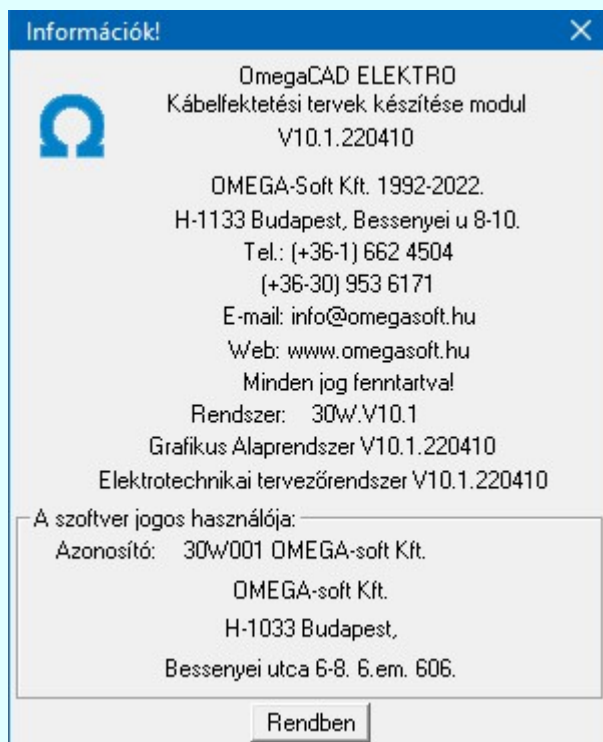 Információk!
OmegaCAD ELEKTRO
Kábelfektetési tervek készítése modul
V10.1.220410
OMEGA-Soft Kft. 1992-2022.
H-1133 Budapest, Bessenyei u 8-10.
Tel.: (+36-1) 662 4504
(+36-30) 953 6171
E-mail: info@omegasoft.hu
Web: www.omegasoft.hu
Minden jog fenntartva!
Rendszer: 30W.V10.1
Grafikus Alaprendszer V10.1.220410
Elektrotechnikai tervezőrendszer V10.1.220410
A szoftver jogos használója:
Azonosító: 30W001 OMEGA-soft Kft.
OMEGA-soft Kft.
H-1033 Budapest,
Bessenyei utca 6-8. 6.em. 606.
Rendben